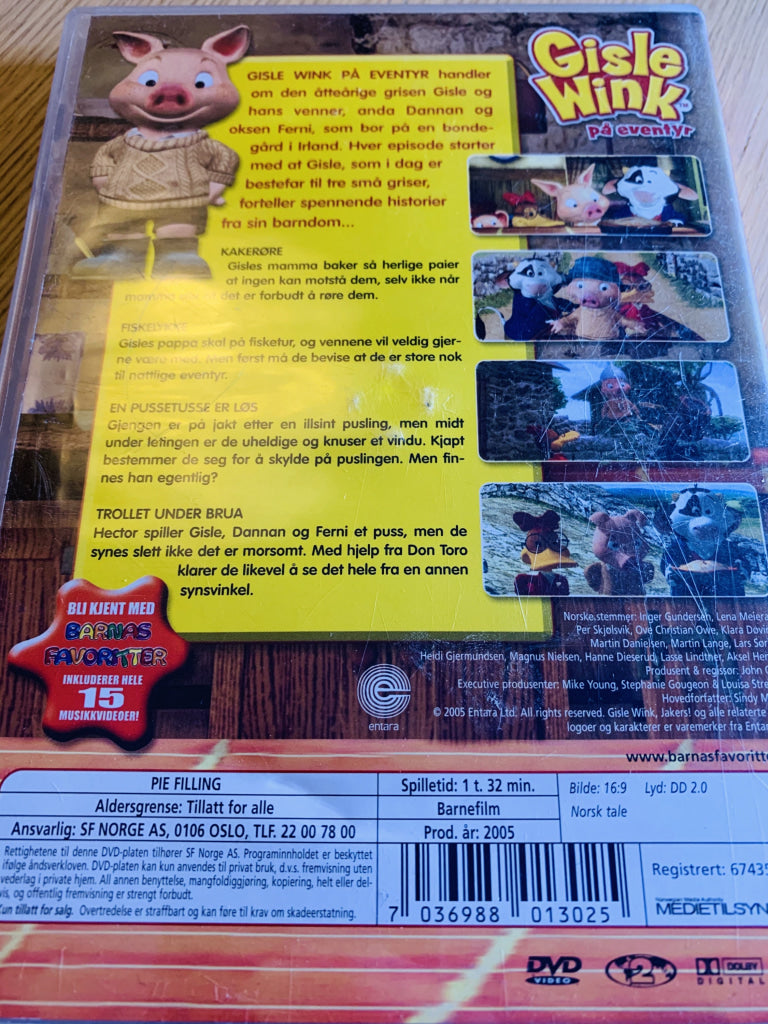 Gisle
Wink™
på eventyr
GISLE WINK PÅ EVENTYR handler
om den åtteårige grisen Gisle og
hans venner, anda Dannan og
oksen Ferni, som bor på en bonde-
gård i Irland. Hver episode starter
med at Gisle, som i dag er
bestefar til tre små griser,
forteller spennende historier
fra sin barndom...
KAKERØRE
Gisles mamma baker så herlige paier
at ingen kan motstå dem, selv ikke når
mamma det er forbudt å røre dem.
FISKELYKKE
Gisles pappa skal på fisketur, og vennene vil veldig gjer-
ne være med. Men først må de bevise at de er store nok
til nattlige eventyr.
EN PUSSETUSSE ER LØS
Gjengen er på jakt etter en illsint pusling, men midt
under letingen er de uheldige og knuser et vindu. Kjapt
bestemmer de seg for å skylde på puslingen. Men fin-
nes han egentlig?
TROLLET UNDER BRUA
Hector spiller Gisle, Dannan og Ferni et puss, men de
synes slett ikke det er morsomt. Med hjelp fra Don Toro
klarer de likevel å se det hele fra en annen
synsvinkel.
BLI KJENT MED
BARNAS
FAVORITTER
INKLUDERER HELE
15
MUSIKKVIDEOER!
entara
Norske stemmer: Inger Gundersen, Lena Meiera
Per Skjølsvik, Ove Christian Owe, Klara Dovi
Martin Danielsen, Martin Lange, Lars Sor
Heidi Gjermundsen, Magnus Nielsen, Hanne Dieserud, Lasse Lindtner, Aksel Her
Produsent & regissør: John
Executive produsenter: Mike Young, Stephanie Gougeon & Louisa Stre
Hovedforfatter: Sindy M
© 2005 Entara Ltd. All rights reserved. Gisle Wink, Jakers! og alle relaterte
logoer og karakterer er varemerker fra Entar
www.barnasfavoritte
PIE FILLING
Aldersgrense: Tillatt for alle
Ansvarlig: SF NORGE AS, 0106 OSLO, TLF. 22 00 78 00
Spilletid: 1 t. 32 min.
Barnefilm
Prod. år: 2005
Bilde: 16:9 Lyd: DD 2.0
Norsk tale
Rettighetene til denne DVD-platen tilhører SF Norge AS. Programinnholdet er beskyttet
ifølge åndsverkloven. DVD-platen kan kun anvendes til privat bruk, d.v.s. fremvisning uten
vederlag i private hjem. All annen benyttelse, mangfoldiggjøring, kopiering, helt eller del-
vis, og offentlig fremvisning er strengt forbudt.
Kun tillatt for salg. Overtredelse er straffbart og kan føre til krav om skadeerstatning.
7 036988 013025
Registrert: 67435
Norwegian Media Authority
MEDIETILSYN
DVD
VIDEO
2
DOLBY
DIGITAL